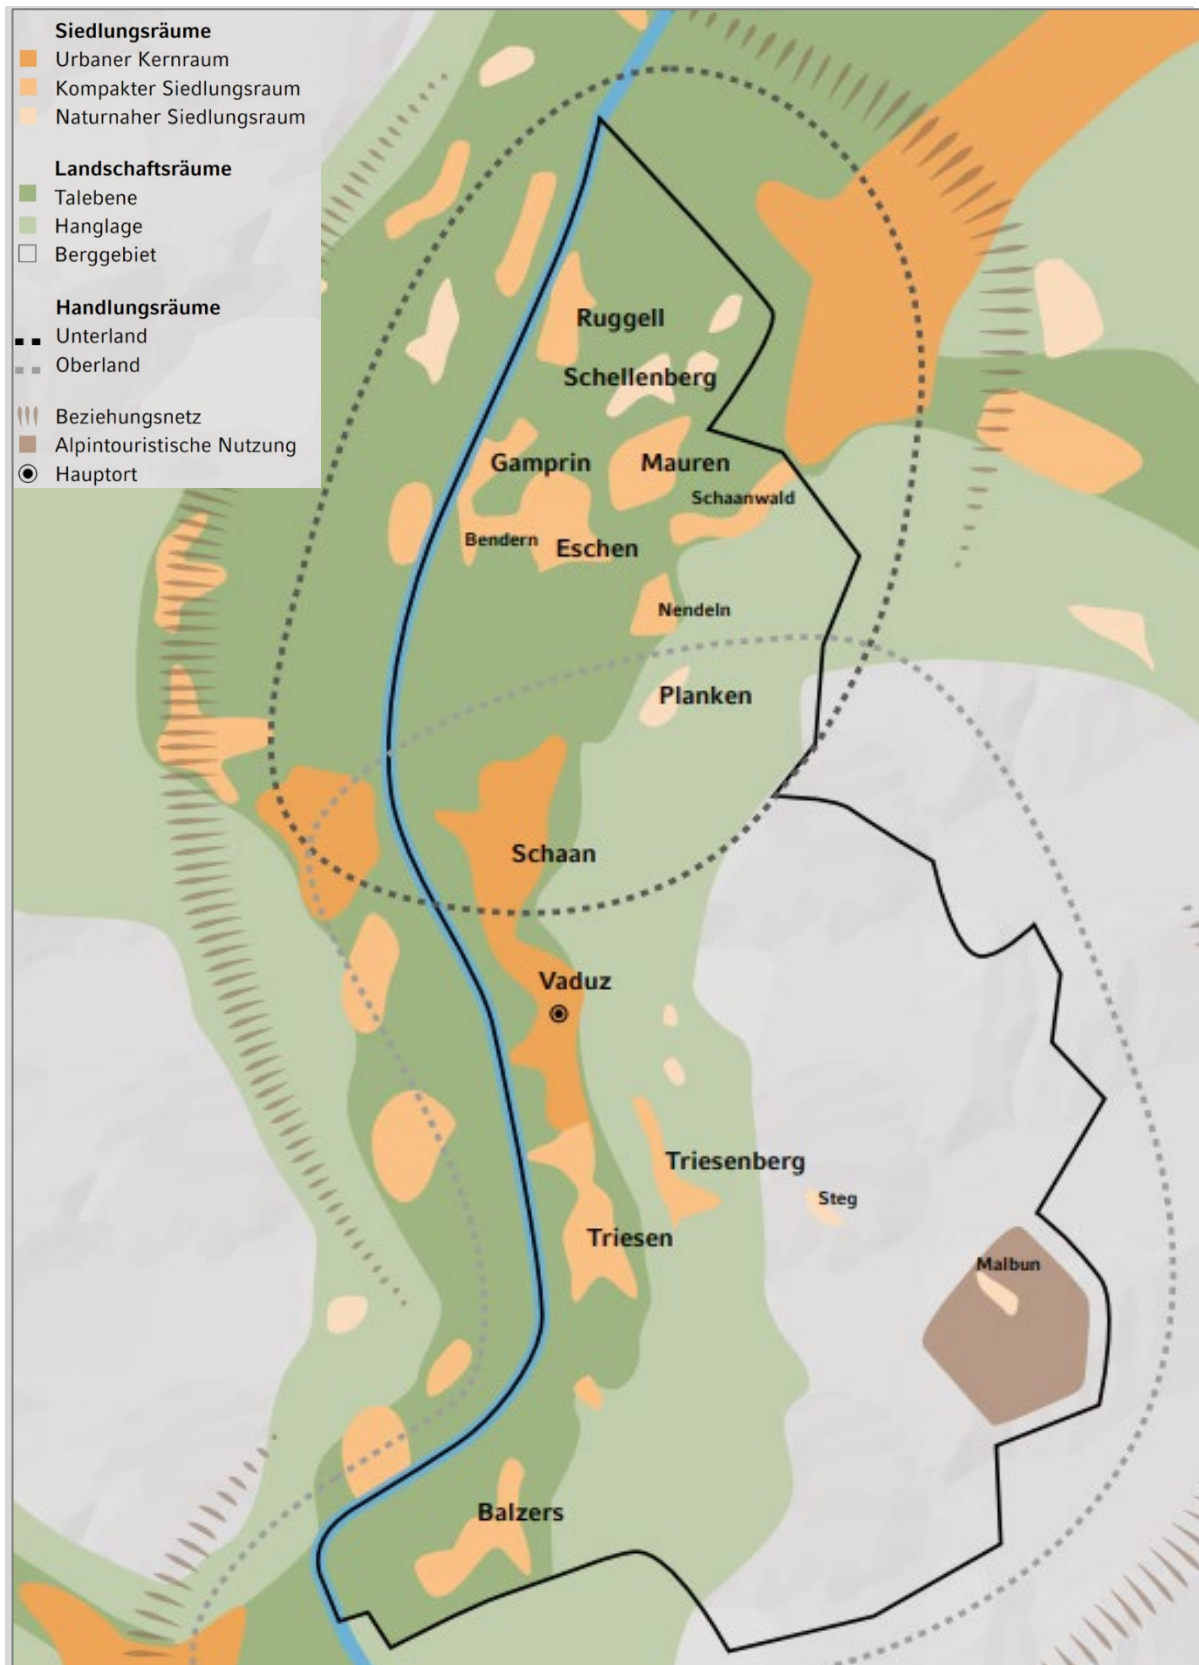 Siedlungsräume
Urbaner Kernraum
Kompakter Siedlungsraum
Naturnaher Siedlungsraum
Landschaftsräume
Talebene
Hanglage
Berggebiet
Handlungsräume
Unterland
Oberland
Beziehungsnetz
Alpintouristische Nutzung
Hauptort
Ruggell
Schellenberg
Gamprin
Mauren
Schaanwald
Bendern
Eschen
Nendeln
Planken
Schaan
Vaduz
Triesenberg
Steg
Triesen
Malbun
Balzers